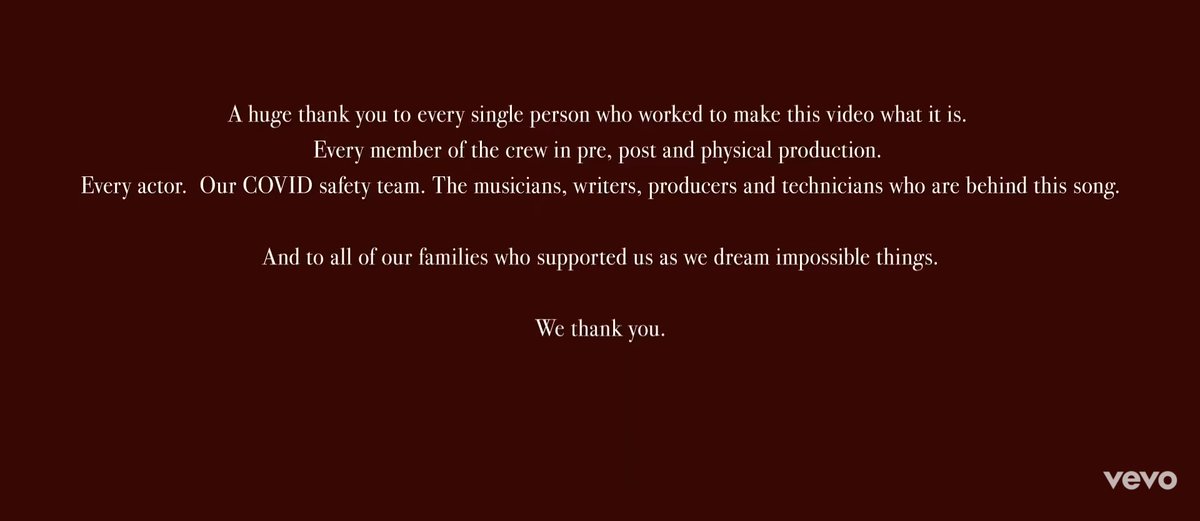 A huge thank you to every single person who worked to make this video what it is.
Every member of the crew in pre, post and physical production.
Every actor.  Our COVID safety team. The musicians, writers, producers and technicians who are behind this song.
And to all of our families who supported us as we dream impossible things.
We thank you.
vevo